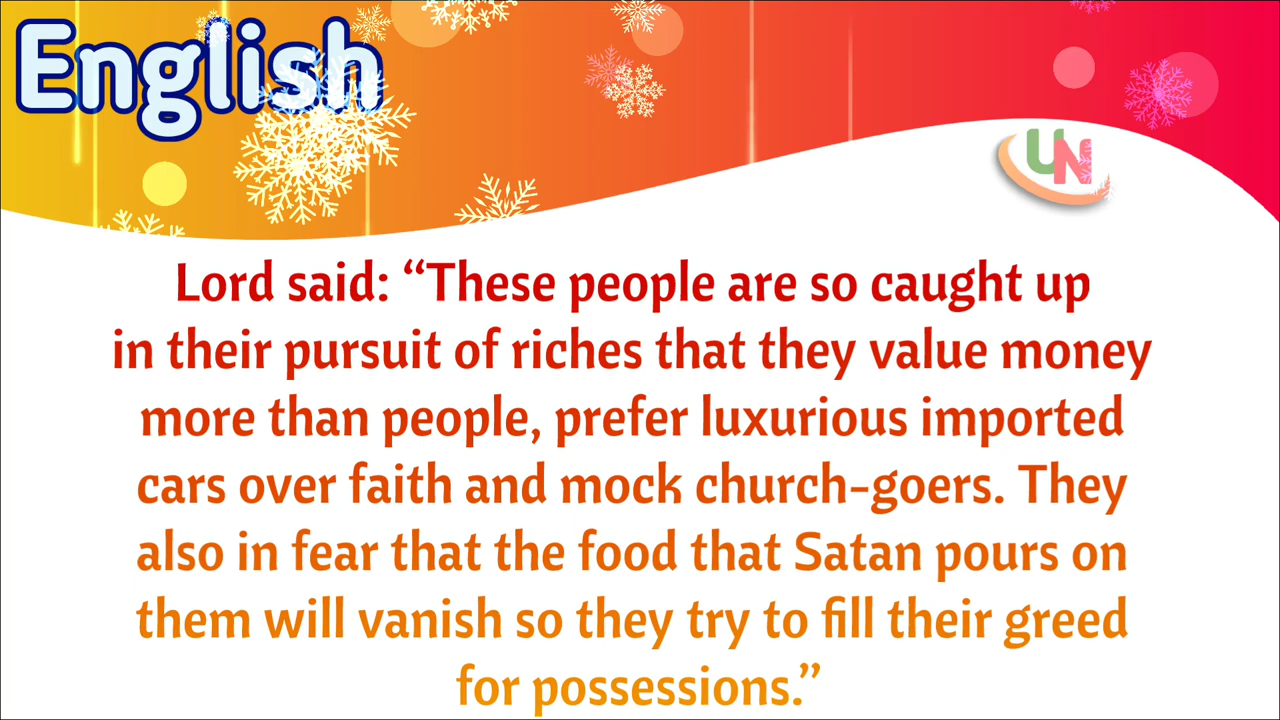 English
UN
Lord said: “These people are so caught up
in their pursuit of riches that they value money
more than people, prefer luxurious imported
cars over faith and mock church-goers. They
also in fear that the food that Satan pours on
them will vanish so they try to fill their greed
for possessions.”